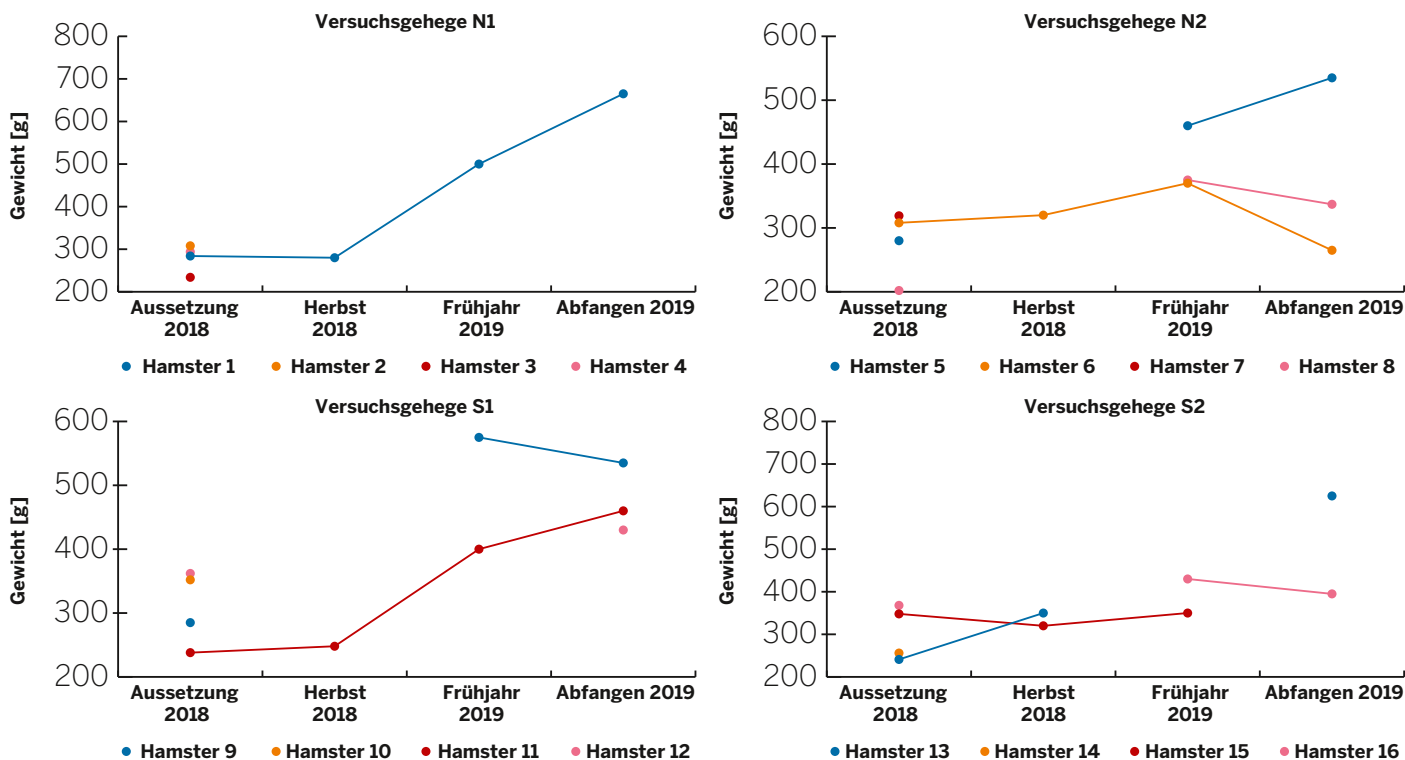 Versuchsgehege N1
Gewicht [g]
800
700
600
500
400
300
200
Aussetzung 2018
Herbst 2018
Frühjahr 2019
Abfangen 2019
Hamster 1 Hamster 2 Hamster 3 Hamster 4
Versuchsgehege N2
Gewicht [g]
600
500
400
300
200
Aussetzung 2018
Herbst 2018
Frühjahr 2019
Abfangen 2019
Hamster 5 Hamster 6 Hamster 7 Hamster 8
Versuchsgehege S1
Gewicht [g]
600
500
400
300
200
Aussetzung 2018
Herbst 2018
Frühjahr 2019
Abfangen 2019
Hamster 9 Hamster 10 Hamster 11 Hamster 12
Versuchsgehege S2
Gewicht [g]
800
700
600
500
400
300
200
Aussetzung 2018
Herbst 2018
Frühjahr 2019
Abfangen 2019
Hamster 13 Hamster 14 Hamster 15 Hamster 16